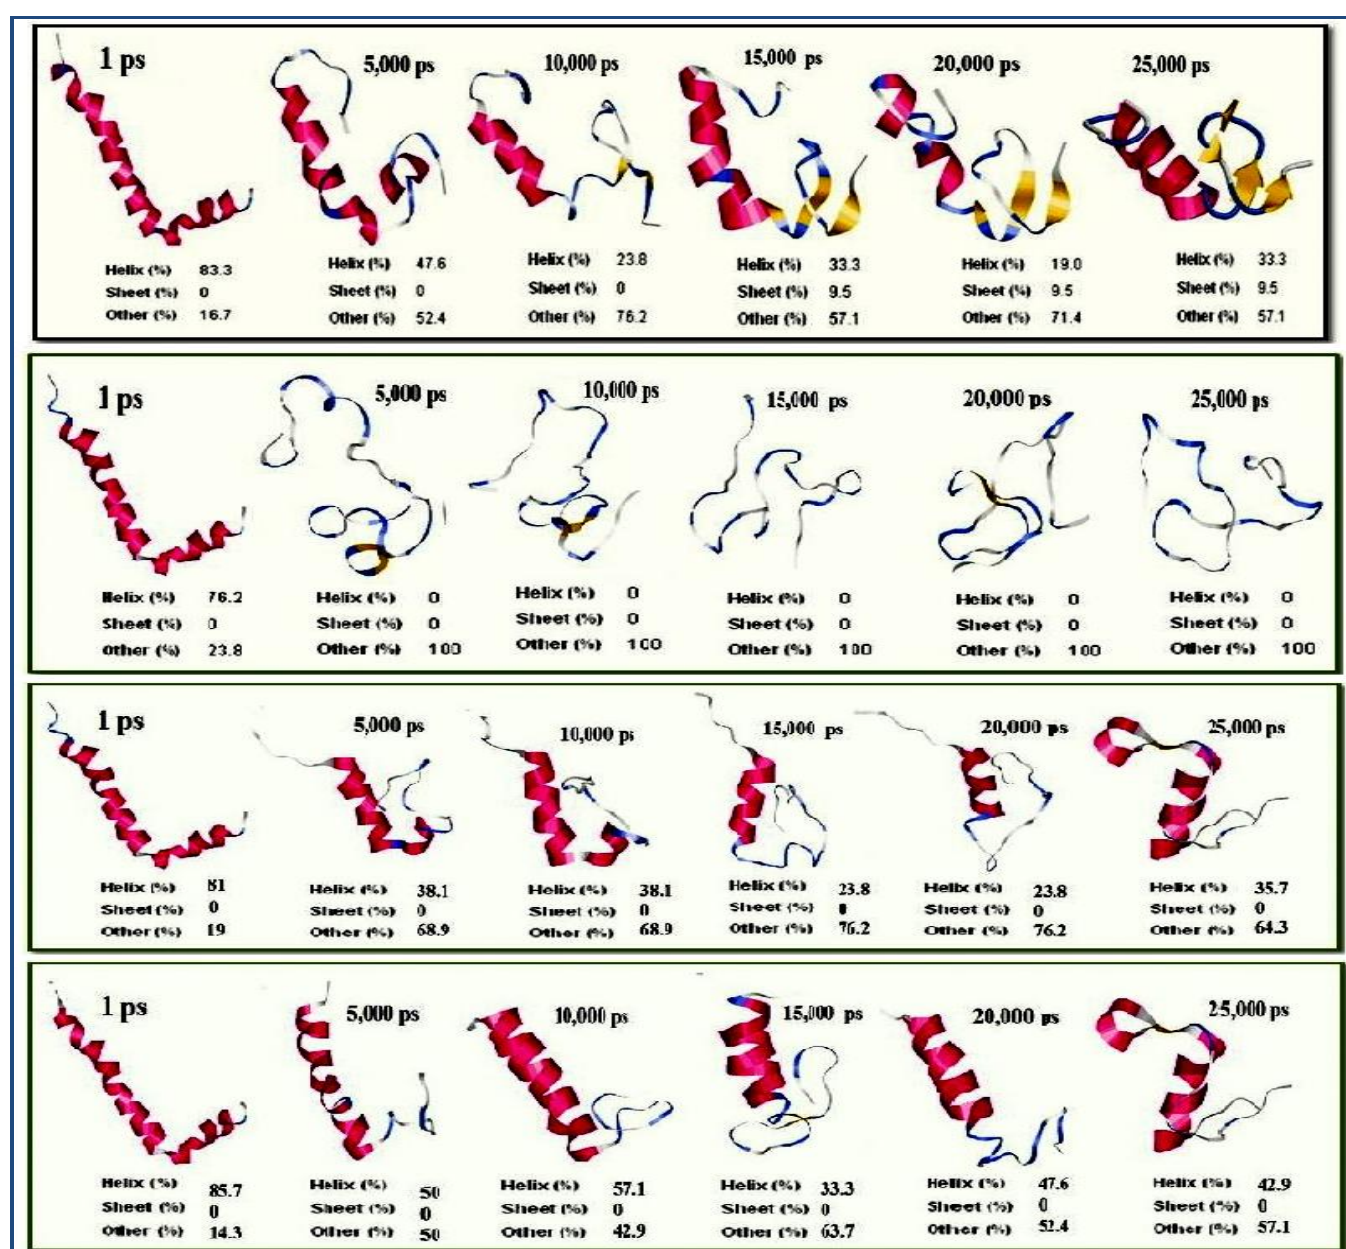 1 ps 5,000 ps 10,000 ps 15,000 ps 20,000 ps 25,000 ps
Helix (%) 83.3 Helix (%) 47.6 Helix (%) 23.8 Helix (%) 33.3 Helix (%) 19.0 Helix (%) 33.3
Sheet (%) 0 Sheet (%) 0 Sheet (%) 0 Sheet (%) 9.5 Sheet (%) 9.5 Sheet (%) 9.5
Other (%) 16.7 Other (%) 52.4 Other (%) 76.2 Other (%) 57.1 Other (%) 71.4 Other (%) 57.1
1 ps 5,000 ps 10,000 ps 15,000 ps 20,000 ps 25,000 ps
Helix (%) 76.2 Helix (%) 0 Helix (%) 0 Helix (%) 0 Helix (%) 0 Helix (%) 0
Sheet (%) 0 Sheet (%) 0 Sheet (%) 0 Sheet (%) 0 Sheet (%) 0 Sheet (%) 0
Other (%) 23.8 Other (%) 100 Other (%) 100 Other (%) 100 Other (%) 100 Other (%) 100
1 ps 5,000 ps 10,000 ps 15,000 ps 20,000 ps 25,000 ps
Helix (%) 81 Helix (%) 38.1 Helix (%) 38.1 Helix (%) 23.8 Helix (%) 23.8 Helix (%) 35.7
Sheet (%) 0 Sheet (%) 0 Sheet (%) 0 Sheet (%) 0 Sheet (%) 0 Sheet (%) 0
Other (%) 19 Other (%) 68.9 Other (%) 68.9 Other (%) 76.2 Other (%) 76.2 Other (%) 64.3
1 ps 5,000 ps 10,000 ps 15,000 ps 20,000 ps 25,000 ps
Helix (%) 85.7 Helix (%) 50 Helix (%) 57.1 Helix (%) 33.3 Helix (%) 47.6 Helix (%) 42.9
Sheet (%) 0 Sheet (%) 0 Sheet (%) 0 Sheet (%) 0 Sheet (%) 0 Sheet (%) 0
Other (%) 14.3 Other (%) 50 Other (%) 42.9 Other (%) 63.7 Other (%) 52.4 Other (%) 57.1